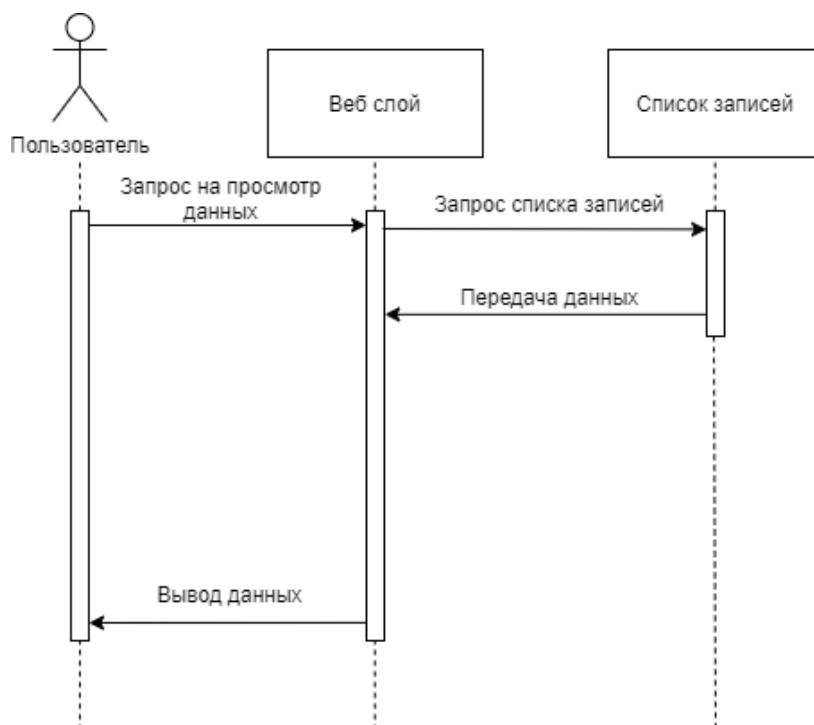 Веб слой
Список записей
Пользователь
Запрос на просмотр
данных
Запрос списка записей
Передача данных
Вывод данных